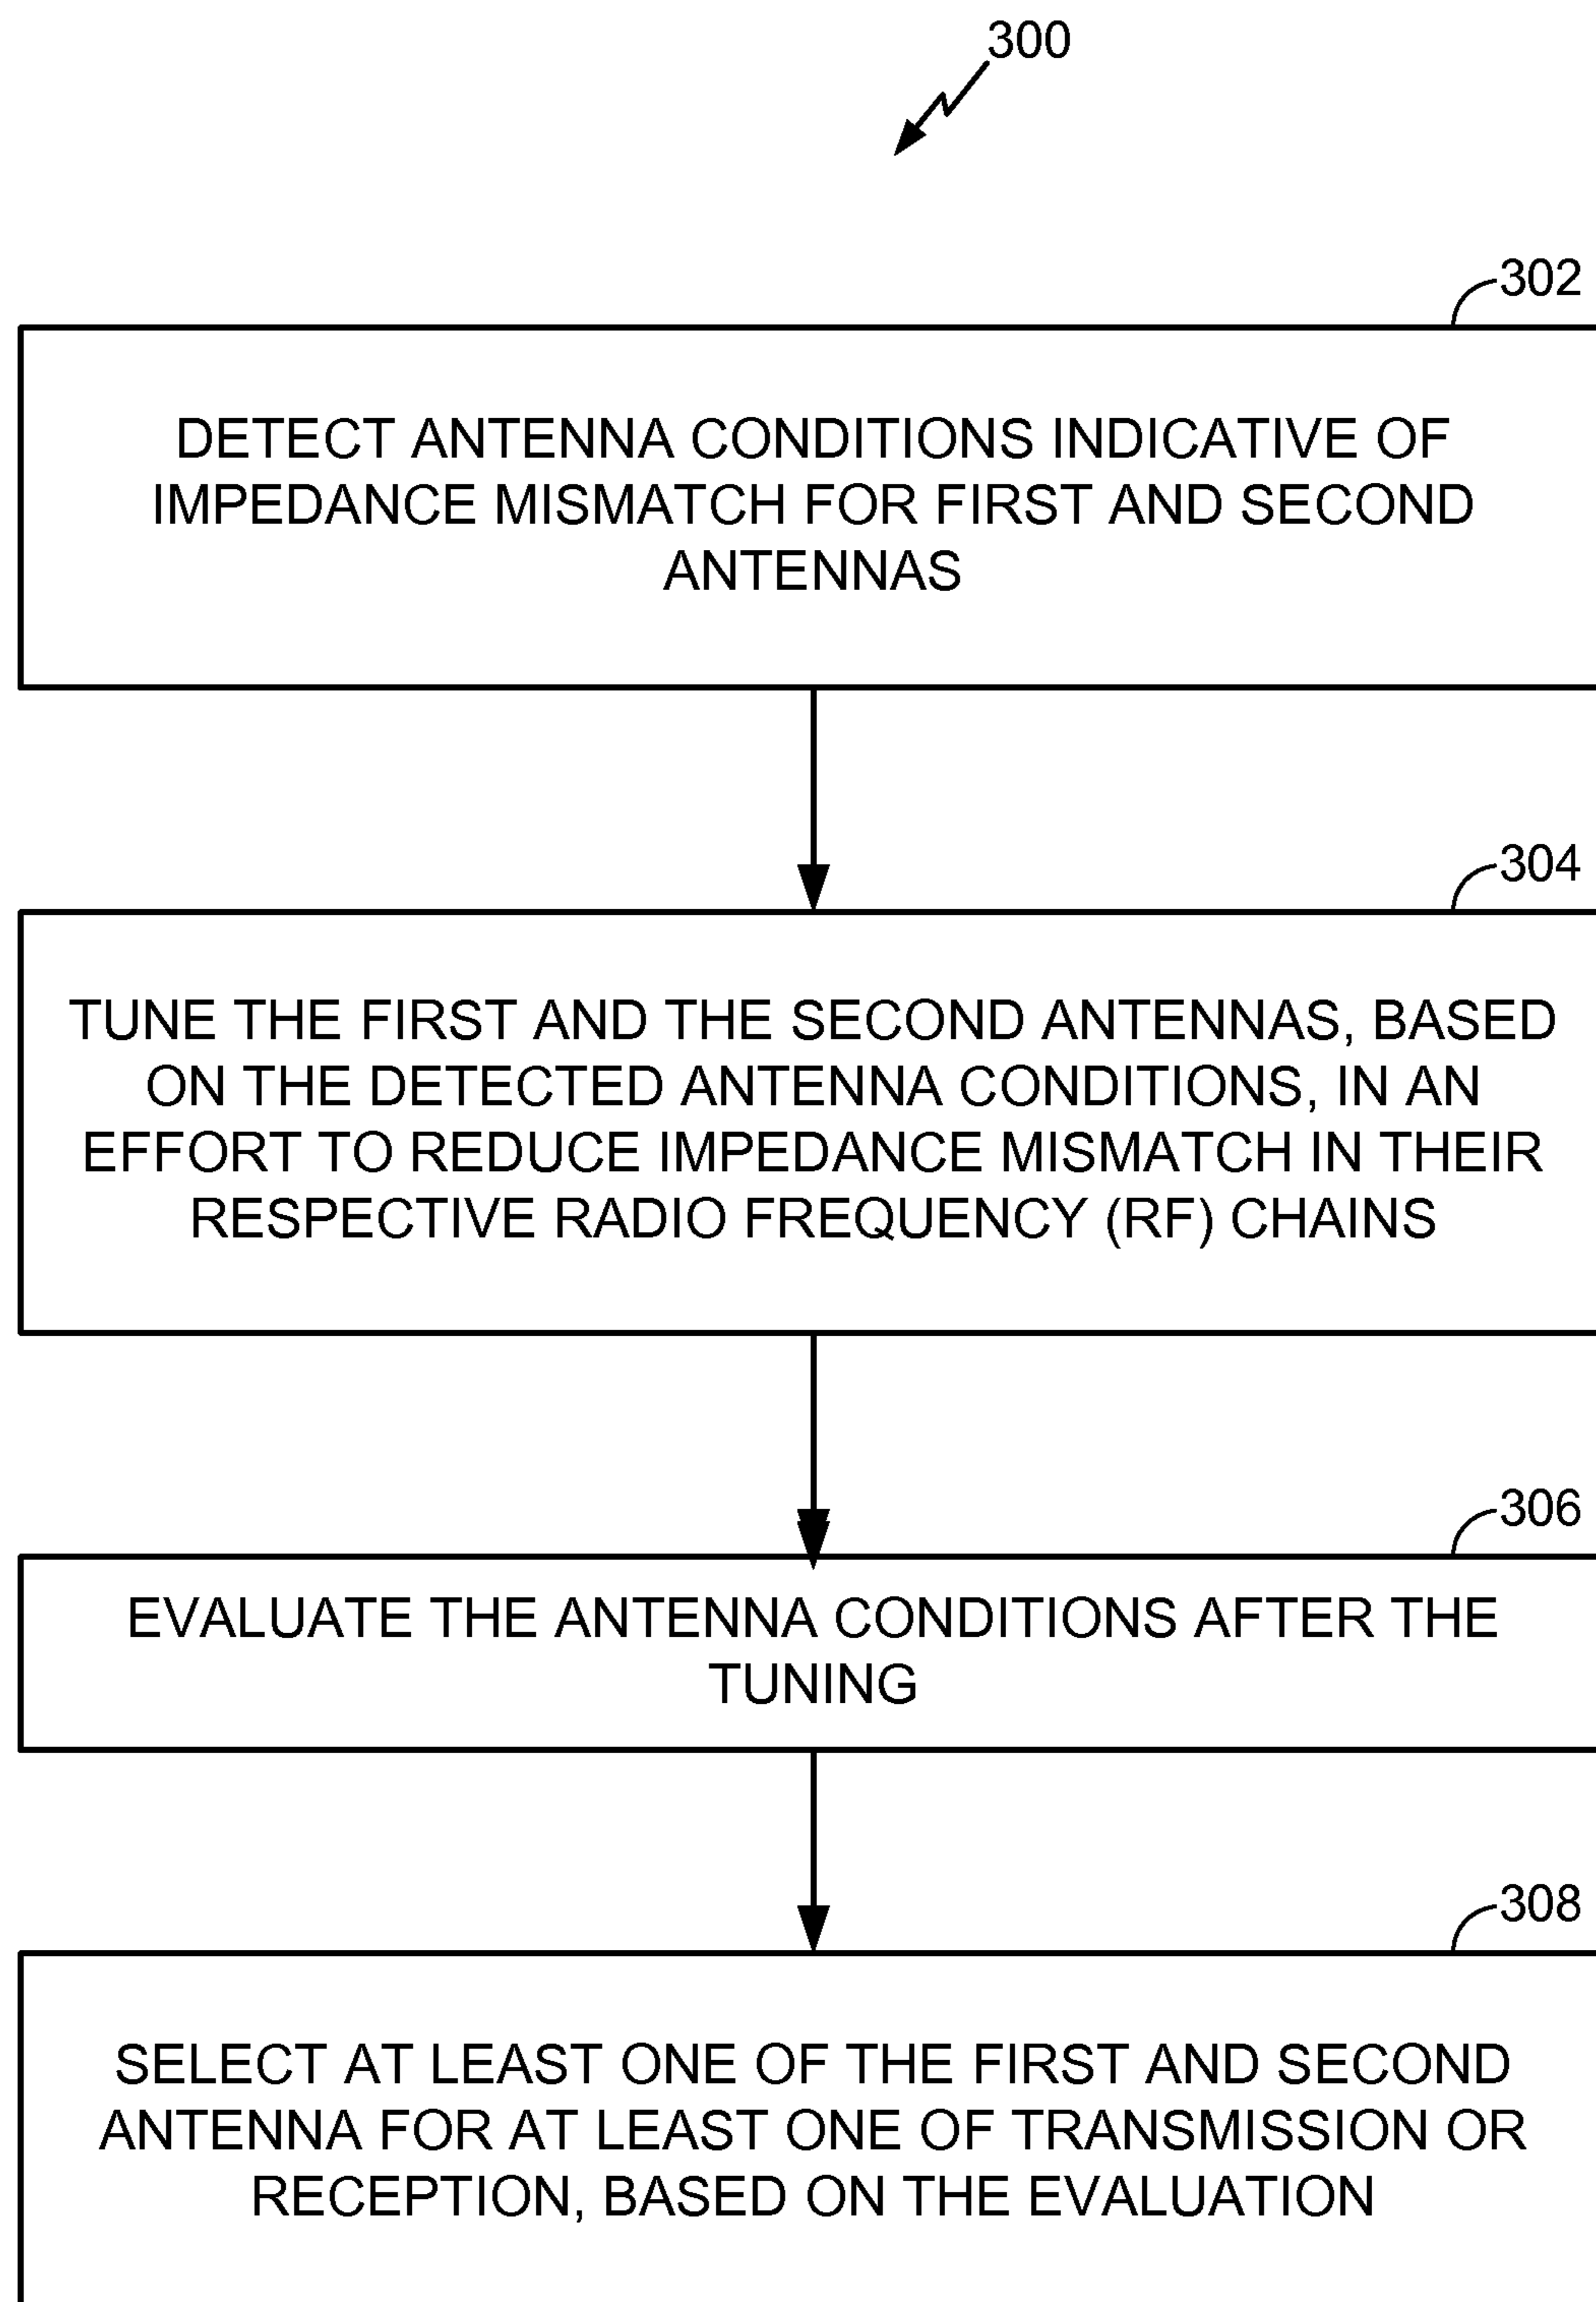 300
302
DETECT ANTENNA CONDITIONS INDICATIVE OF
IMPEDANCE MISMATCH FOR FIRST AND SECOND
ANTENNAS
304
TUNE THE FIRST AND THE SECOND ANTENNAS, BASED
ON THE DETECTED ANTENNA CONDITIONS, IN AN
EFFORT TO REDUCE IMPEDANCE MISMATCH IN THEIR
RESPECTIVE RADIO FREQUENCY (RF) CHAINS
306
EVALUATE THE ANTENNA CONDITIONS AFTER THE
TUNING
308
SELECT AT LEAST ONE OF THE FIRST AND SECOND
ANTENNA FOR AT LEAST ONE OF TRANSMISSION OR
RECEPTION, BASED ON THE EVALUATION